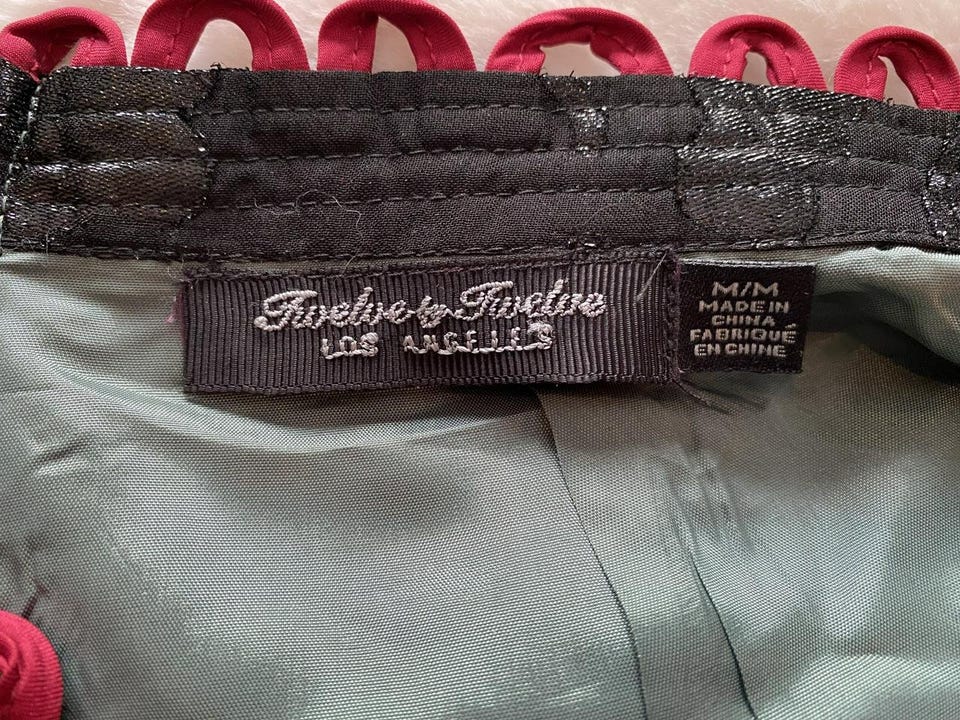 Twelve by Twelve
LOS ANGELES
M/M
MADE IN
CHINA
FABRIQUÉ
EN CHINE